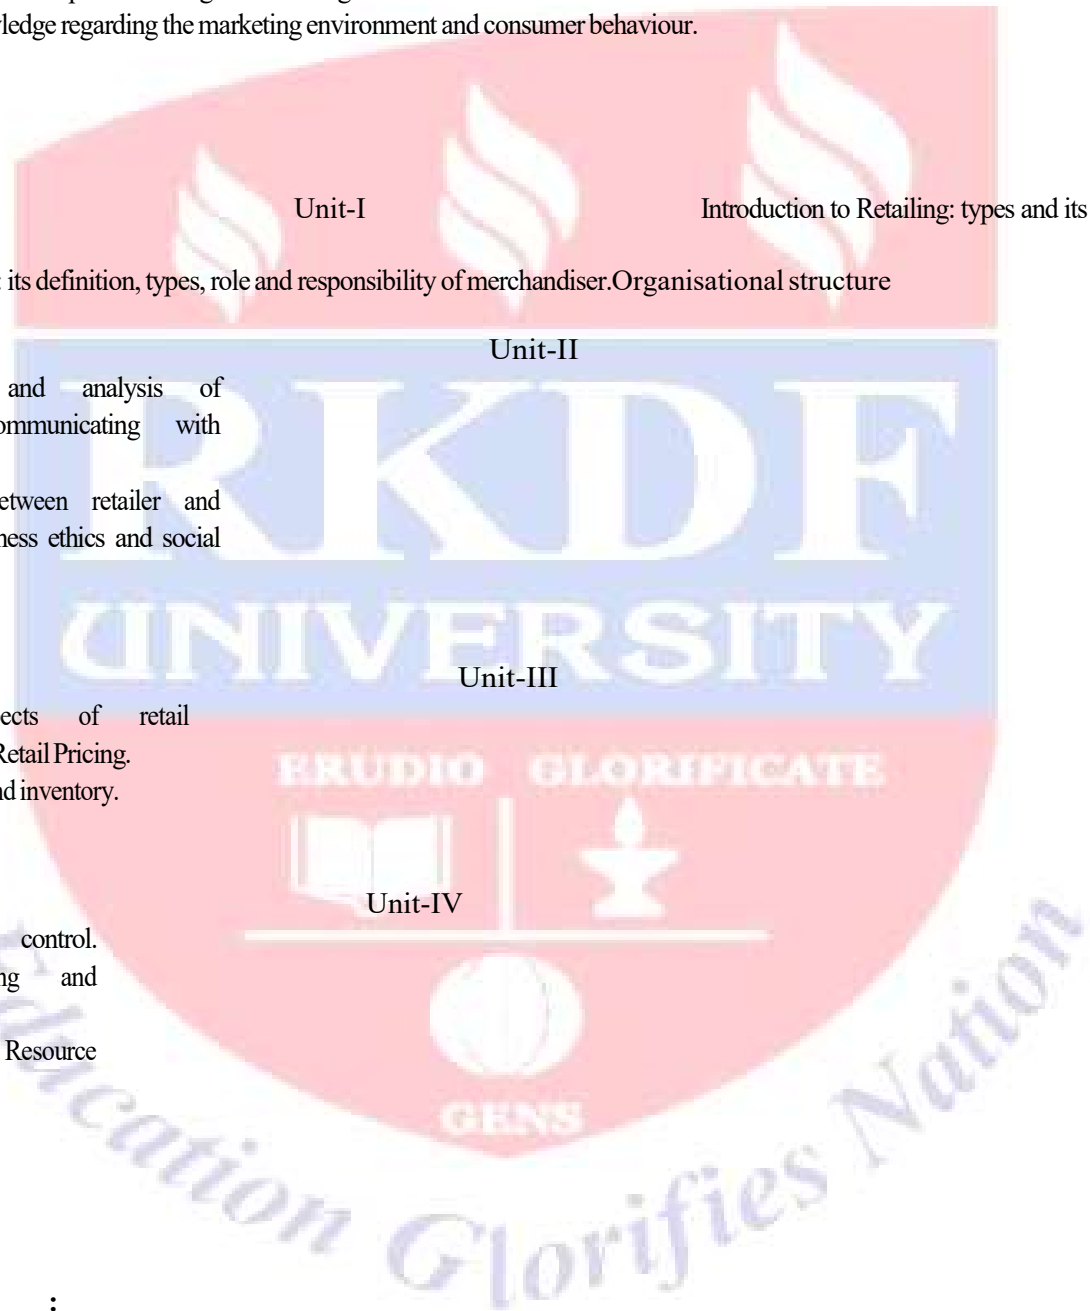 ledge regarding the marketing environment and consumer behaviour.
Unit-I Introduction to Retailing: types and its
: its definition, types, role and responsibility of merchandiser.Organisational structure
Unit-II
and analysis of
ommunicating with
etween retailer and
ness ethics and social
RKDF
UNIVERSITY
Unit-III
ects of retail
Retail Pricing.
nd inventory.
ERUDIO GLORIFICATE
Unit-IV
control.
ng and
Resource
GENS
Education Glorifies Nation
: